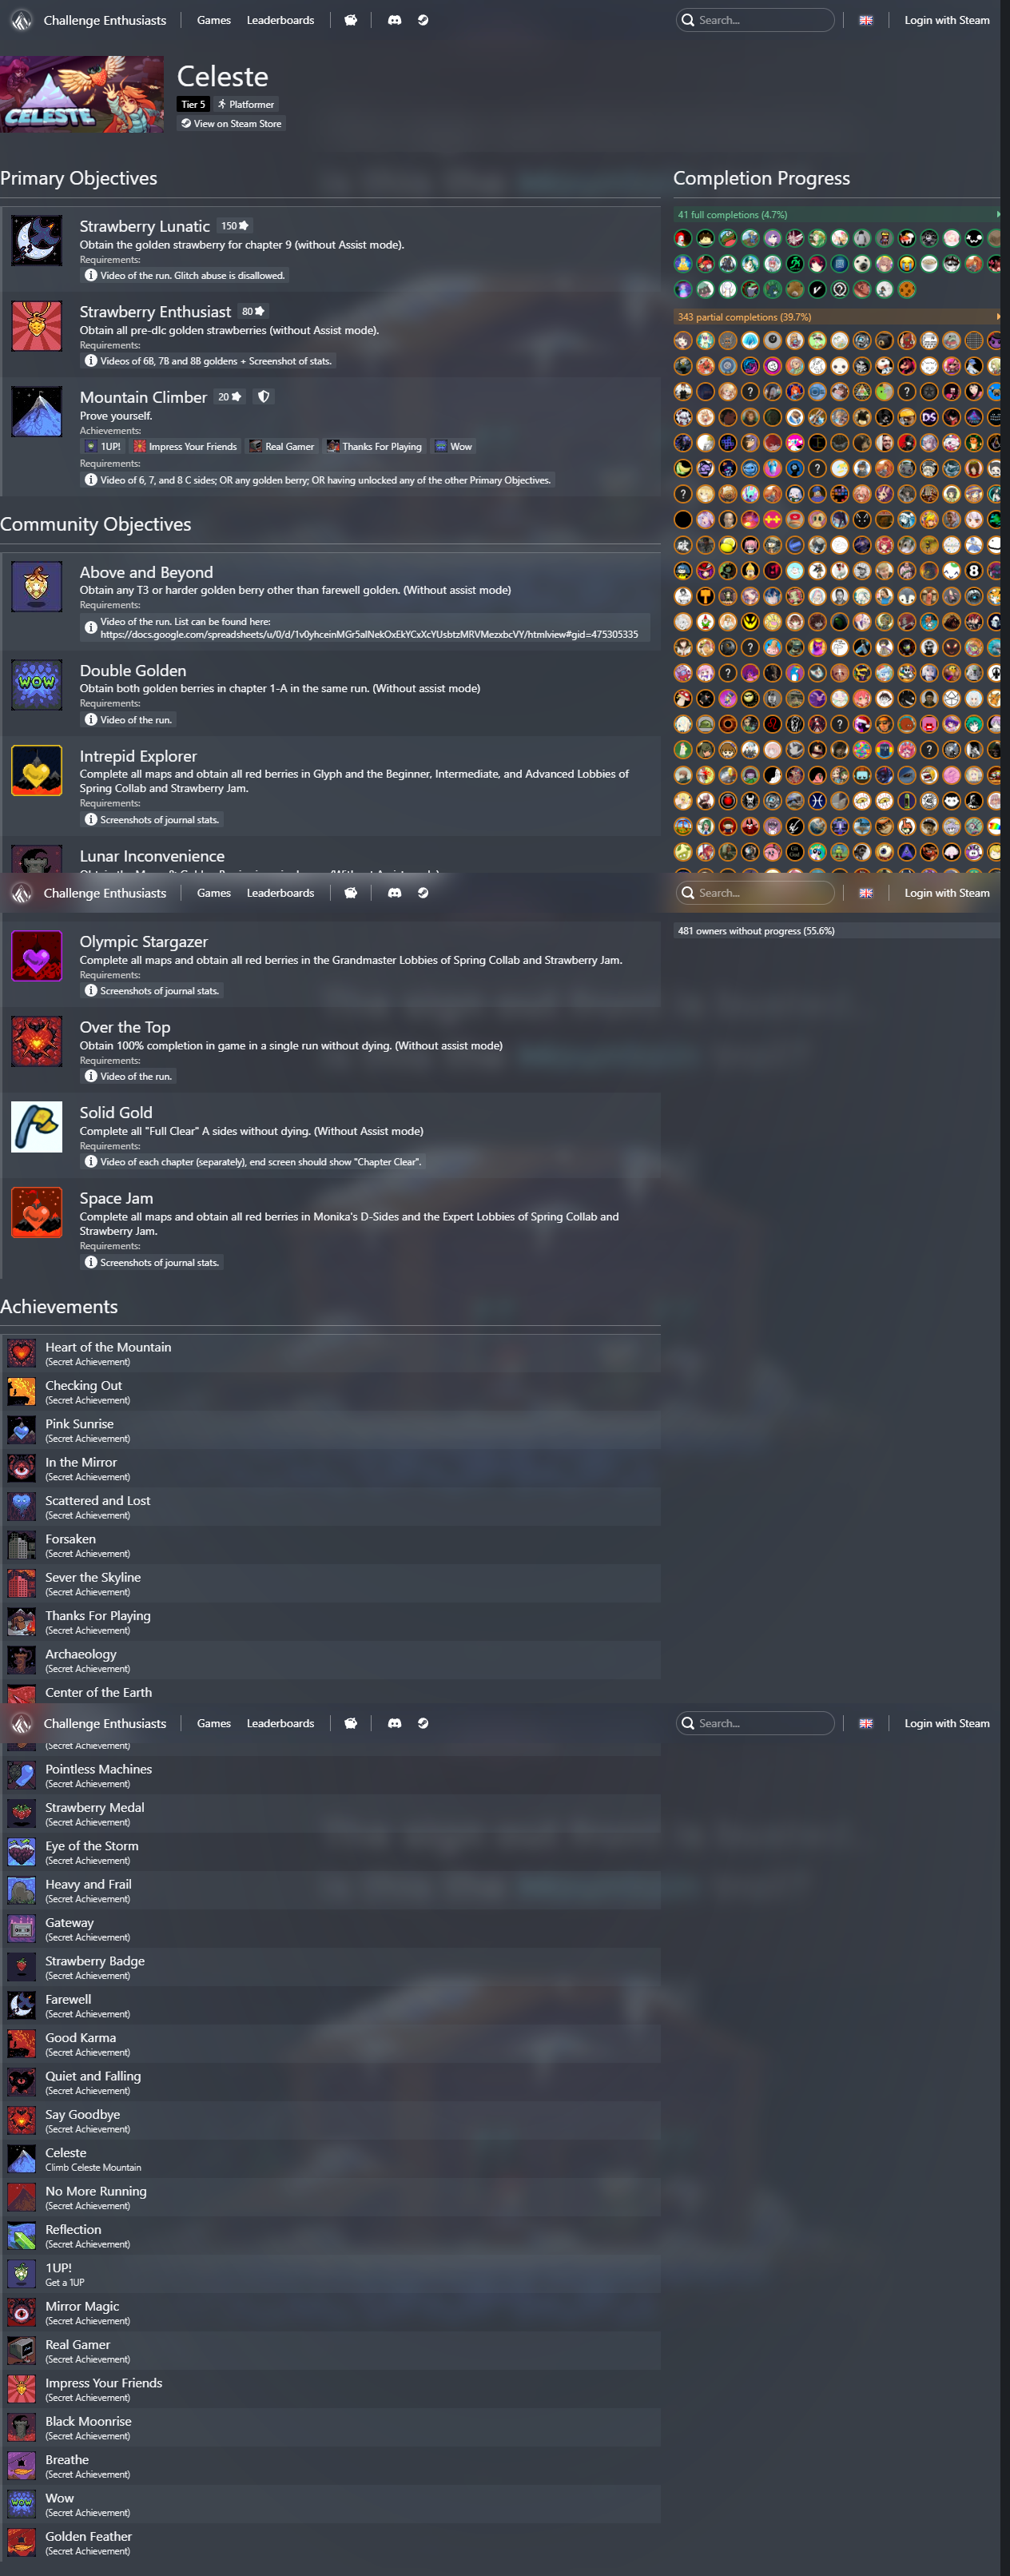 Challenge Enthusiasts
Games
Leaderboards
Search...
Login with Steam
CELESTE
Celeste
Tier 5
Platformer
View on Steam Store
Primary Objectives
Strawberry Lunatic 150
Obtain the golden strawberry for chapter 9 (without Assist mode).
Requirements:
Video of the run. Glitch abuse is disallowed.
Strawberry Enthusiast 80
Obtain all pre-dlc golden strawberries (without Assist mode).
Requirements:
Videos of 6B, 7B and 8B goldens + Screenshot of stats.
Mountain Climber 20
Prove yourself.
Achievements:
1UP! Impress Your Friends Real Gamer Thanks For Playing Wow
Requirements:
Video of 6, 7, and 8 C sides; OR any golden berry; OR having unlocked any of the other Primary Objectives.
Completion Progress
41 full completions (4.7%)
343 partial completions (39.7%)
Community Objectives
Above and Beyond
Obtain any T3 or harder golden berry other than farewell golden. (Without assist mode)
Requirements:
Video of the run. List can be found here:
https://docs.google.com/spreadsheets/u/0/d/1v0yhceinMGr5alNekOxEkYCxXcYUsbtzMRVMezxbcVY/htmlview#gid=475305335
Double Golden
Obtain both golden berries in chapter 1-A in the same run. (Without assist mode)
Requirements:
Video of the run.
Intrepid Explorer
Complete all maps and obtain all red berries in Glyph and the Beginner, Intermediate, and Advanced Lobbies of
Spring Collab and Strawberry Jam.
Requirements:
Screenshots of journal stats.
Lunar Inconvenience
Challenge Enthusiasts
Games
Leaderboards
Search...
Login with Steam
481 owners without progress (55.6%)
Olympic Stargazer
Complete all maps and obtain all red berries in the Grandmaster Lobbies of Spring Collab and Strawberry Jam.
Requirements:
Screenshots of journal stats.
Over the Top
Obtain 100% completion in game in a single run without dying. (Without assist mode)
Requirements:
Video of the run.
Solid Gold
Complete all "Full Clear" A sides without dying. (Without Assist mode)
Requirements:
Video of each chapter (separately), end screen should show "Chapter Clear".
Space Jam
Complete all maps and obtain all red berries in Monika's D-Sides and the Expert Lobbies of Spring Collab and
Strawberry Jam.
Requirements:
Screenshots of journal stats.
Achievements
Heart of the Mountain
(Secret Achievement)
Checking Out
(Secret Achievement)
Pink Sunrise
(Secret Achievement)
In the Mirror
(Secret Achievement)
Scattered and Lost
(Secret Achievement)
Forsaken
(Secret Achievement)
Sever the Skyline
(Secret Achievement)
Thanks For Playing
(Secret Achievement)
Archaeology
(Secret Achievement)
Center of the Earth
Challenge Enthusiasts
Games
Leaderboards
Search...
Login with Steam
(Secret Achievement)
Pointless Machines
(Secret Achievement)
Strawberry Medal
(Secret Achievement)
Eye of the Storm
(Secret Achievement)
Heavy and Frail
(Secret Achievement)
Gateway
(Secret Achievement)
Strawberry Badge
(Secret Achievement)
Farewell
(Secret Achievement)
Good Karma
(Secret Achievement)
Quiet and Falling
(Secret Achievement)
Say Goodbye
(Secret Achievement)
Celeste
Climb Celeste Mountain
No More Running
(Secret Achievement)
Reflection
(Secret Achievement)
1UP!
Get a 1UP
Mirror Magic
(Secret Achievement)
Real Gamer
(Secret Achievement)
Impress Your Friends
(Secret Achievement)
Black Moonrise
(Secret Achievement)
Breathe
(Secret Achievement)
Wow
(Secret Achievement)
Golden Feather
(Secret Achievement)